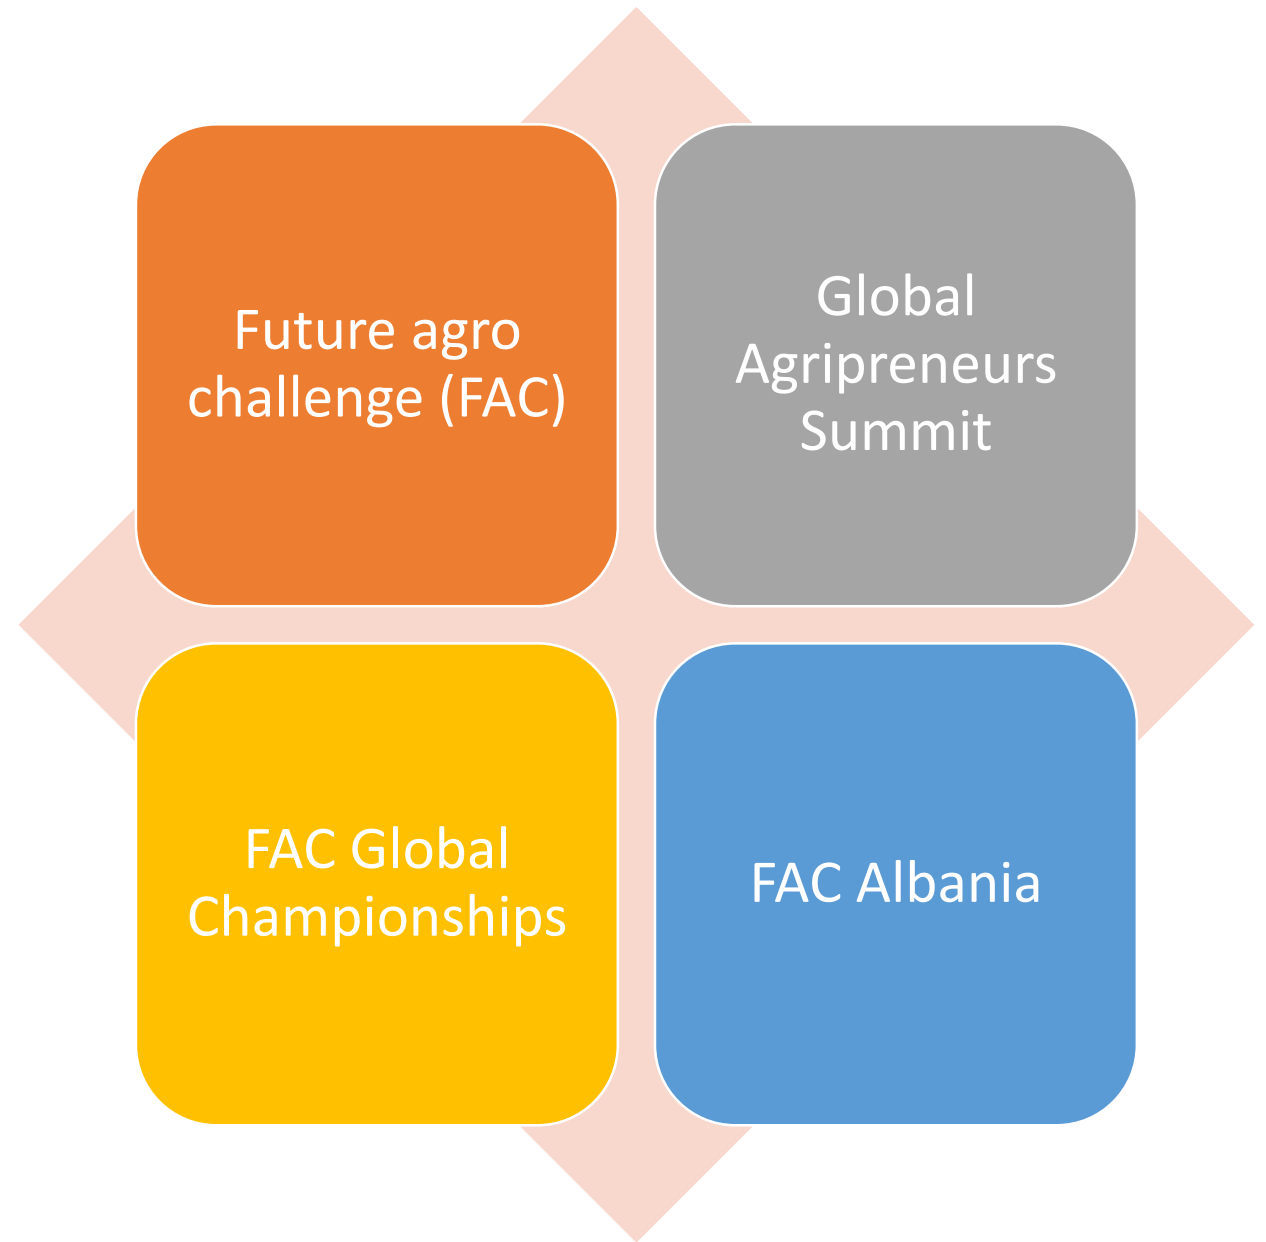 Future agro
challenge (FAC)
Global
Agripreneurs
Summit
FAC Global
Championships
FAC Albania